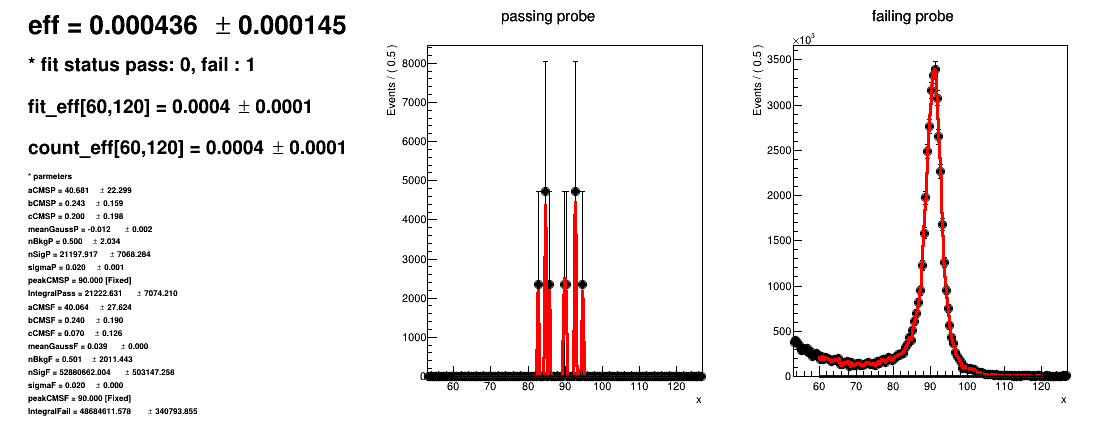 eff = 0.000436 ± 0.000145
* fit status pass: 0, fail : 1
fit_eff[60,120] = 0.0004 ± 0.0001
count_eff[60,120] = 0.0004 ± 0.0001
* parmeters
aCMSP = 40.681 ± 22.299
bCMSP = 0.243 ± 0.159
cCMSP = 0.200 ± 0.198
meanGaussP = -0.012 ± 0.002
nBkgP = 0.500 ± 2.034
nSigP = 21197.917 ± 7068.284
sigmaP = 0.020 ± 0.001
peakCMSP = 90.000 [Fixed]
IntegralPass = 21222.631 ± 7074.210
aCMSF = 40.064 ± 27.624
bCMSF = 0.240 ± 0.190
cCMSF = 0.070 ± 0.126
meanGaussF = 0.039 ± 0.000
nBkgF = 0.501 ± 2011.443
nSigF = 52880662.004 ± 503147.258
sigmaF = 0.020 ± 0.000
peakCMSF = 90.000 [Fixed]
IntegralFail = 48684611.578 ± 340793.855
passing probe
Events / ( 0.5 )
8000
7000
6000
5000
4000
3000
2000
1000
0
60 70 80 90 100 110 120
x
failing probe
×10³
Events / ( 0.5 )
3500
3000
2500
2000
1500
1000
500
0
60 70 80 90 100 110 120
x